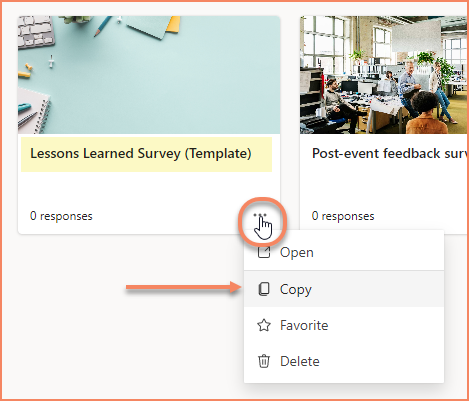 Lessons Learned Survey (Template)
0 responses
Post-event feedback surv
0 responses
Open
Copy
Favorite
Delete